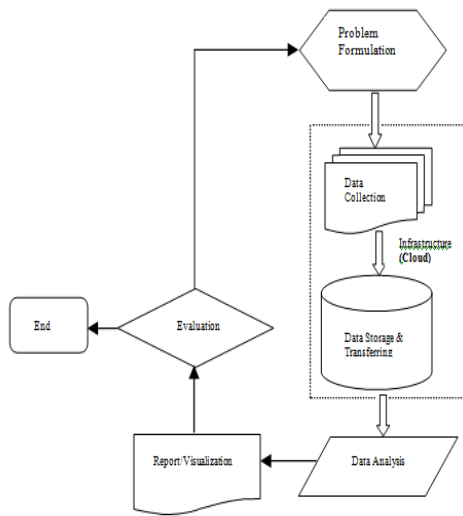 Problem
Formulation
Data
Collection
Infrastructure
(Cloud)
Data Storage &
Transferring
Data Analysis
Report/Visualization
Evaluation
End